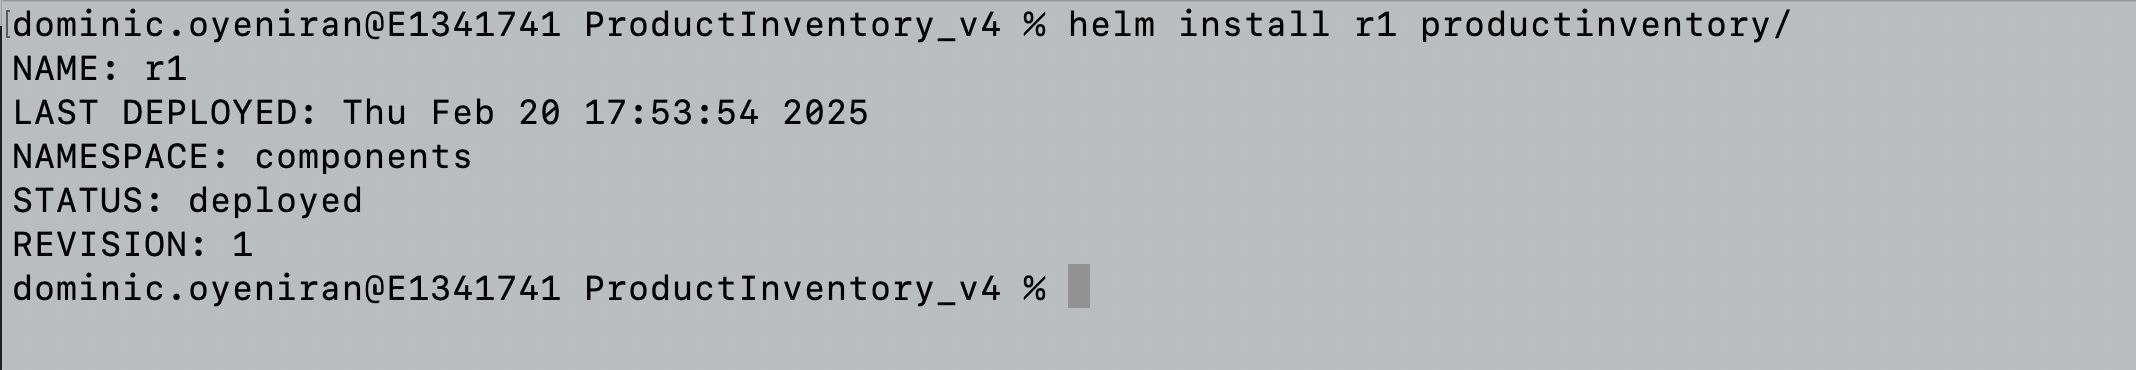 [dominic.oyeniran@E1341741 ProductInventory_v4 % helm install r1 productinventory/
NAME: r1
LAST DEPLOYED: Thu Feb 20 17:53:54 2025
NAMESPACE: components
STATUS: deployed
REVISION: 1
dominic.oyeniran@E1341741 ProductInventory_v4 %